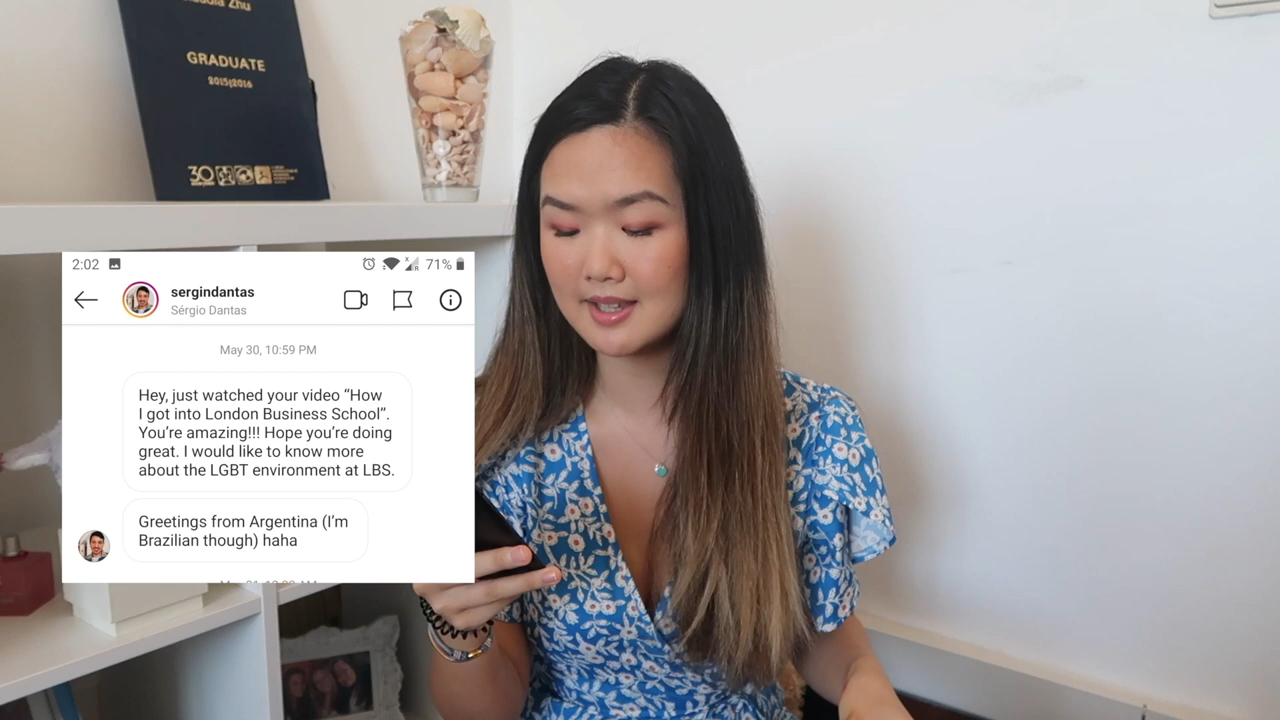 GRADUATE
2015|2016
30
2:02
71%
sergindantas
Sérgio Dantas
May 30, 10:59 PM
Hey, just watched your video “How
I got into London Business School”.
You’re amazing!!! Hope you’re doing
great. I would like to know more
about the LGBT environment at LBS.
Greetings from Argentina (I’m
Brazilian though) haha